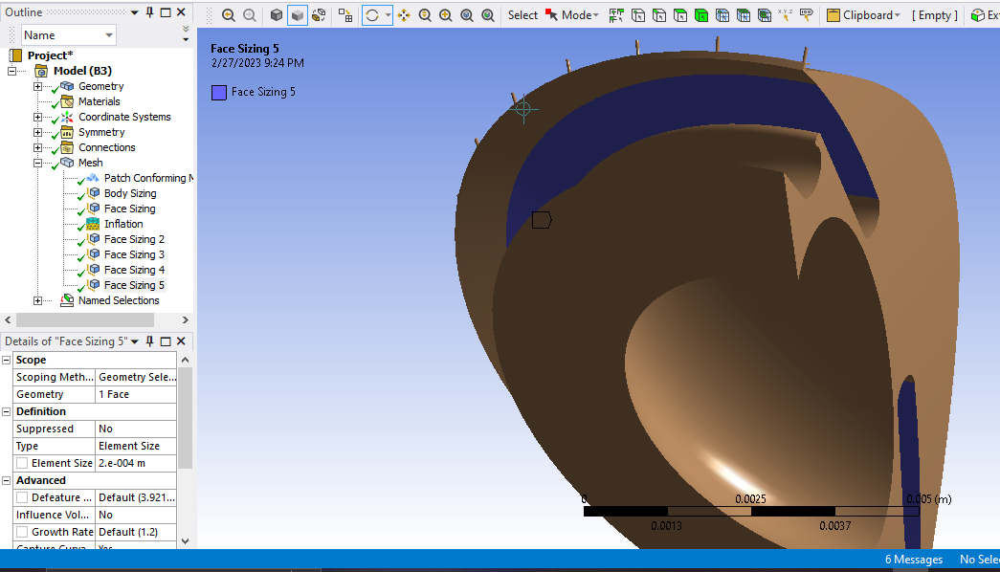 Outline
Name
Project*
Model (B3)
Geometry
Materials
Coordinate Systems
Symmetry
Connections
Mesh
Patch Conforming M
Body Sizing
Face Sizing
Inflation
Face Sizing 2
Face Sizing 3
Face Sizing 4
Face Sizing 5
Named Selections
Details of "Face Sizing 5"
Scope
Scoping Meth... Geometry Sele...
Geometry 1 Face
Definition
Suppressed No
Type Element Size
Element Size 2.e-004 m
Advanced
Defeature ... Default (3.921...
Influence Vol... No
Growth Rate Default (1.2)
Capture Curva... Yes
Select Mode Clipboard [ Empty ] Ext
Face Sizing 5
2/27/2023 9:24 PM
Face Sizing 5
0 0.0025 0.005 (m)
0.0013 0.0037
6 Messages No Sele